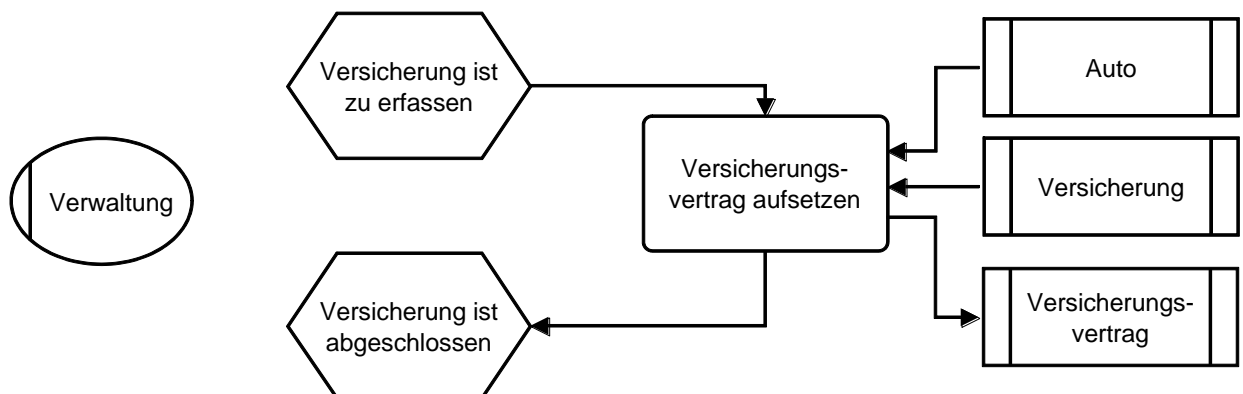 Versicherung ist
zu erfassen
Auto
Versicherungs-
vertrag aufsetzen
Versicherung
Verwaltung
Versicherung ist
abgeschlossen
Versicherungs-
vertrag